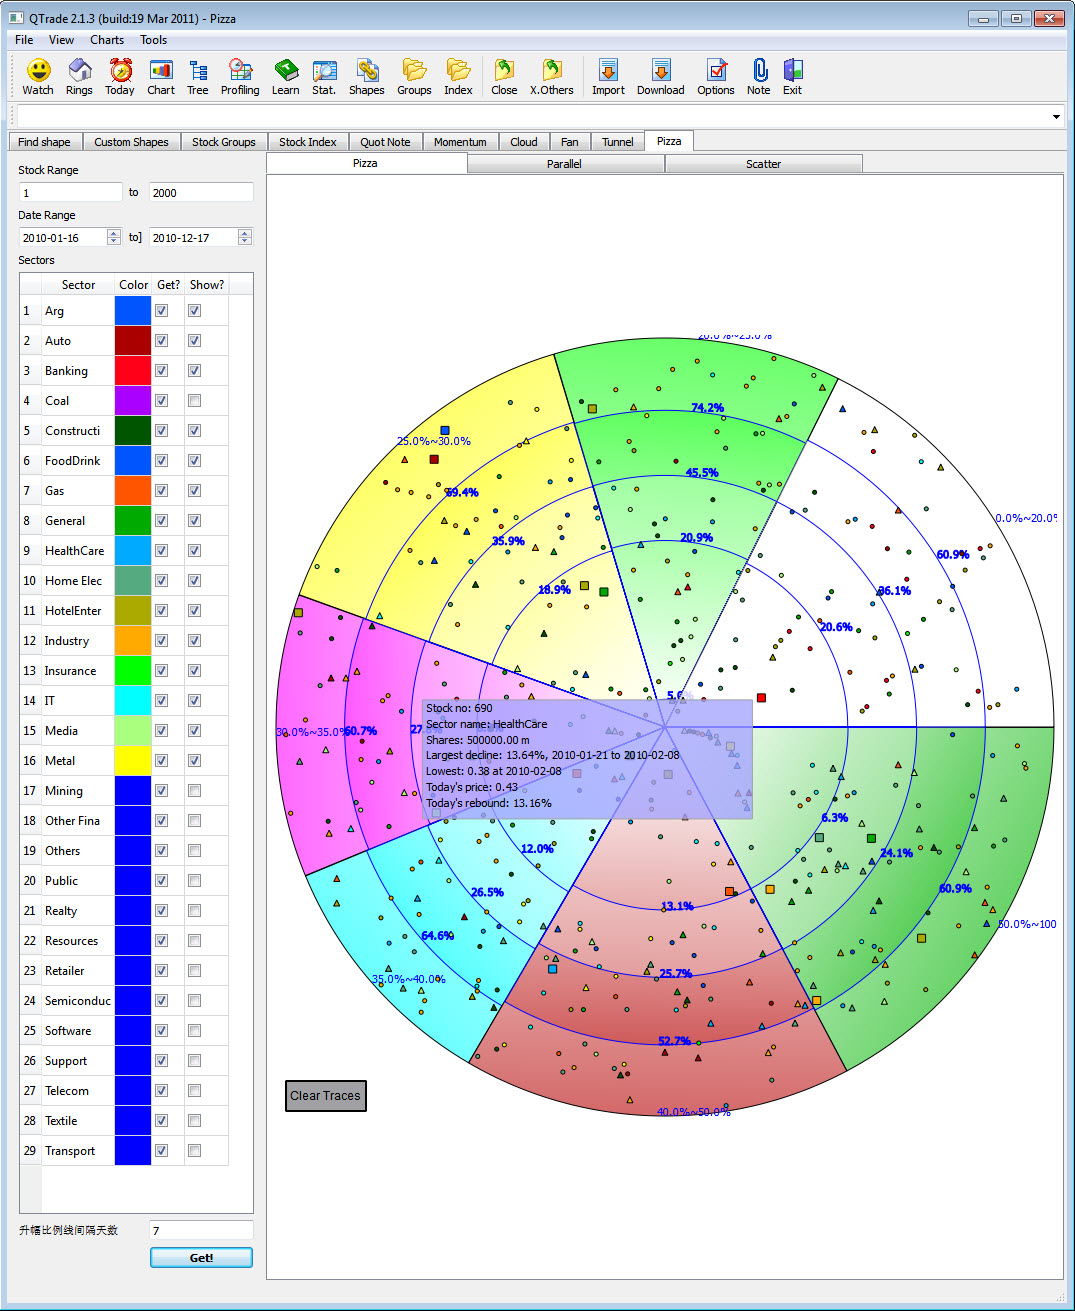 QTrade 2.1.3 (build:19 Mar 2011) - Pizza
File View Charts Tools
Watch Rings Today Chart Tree Profiling Learn Stat. Shapes Groups Index Close X.Others Import Download Options Note Exit
Find shape Custom Shapes Stock Groups Stock Index Quot Note Momentum Cloud Fan Tunnel Pizza
Pizza Parallel Scatter
Stock Range
1 to 2000
Date Range
2010-01-16 to] 2010-12-17
Sectors
Sector Color Get? Show?
1 Arg
2 Auto
3 Banking
4 Coal
5 Constructi
6 FoodDrink
7 Gas
8 General
9 HealthCare
10 Home Elec
11 HotelEnter
12 Industry
13 Insurance
14 IT
15 Media
16 Metal
17 Mining
18 Other Fina
19 Others
20 Public
21 Realty
22 Resources
23 Retailer
24 Semiconduc
25 Software
26 Support
27 Telecom
28 Textile
29 Transport
升幅比例线间隔天数 7
Get!
20.0%~25.0%
74.2%
45.5%
20.9%
25.0%~30.0%
69.4%
35.9%
18.9%
0.0%~20.0%
60.9%
36.1%
20.6%
30.0%~35.0%
60.7%
Stock no: 690
Sector name: HealthCare
Shares: 500000.00 m
Largest decline: 13.64%, 2010-01-21 to 2010-02-08
Lowest: 0.38 at 2010-02-08
Today's price: 0.43
Today's rebound: 13.16%
6.3%
24.1%
60.9%
50.0%~100
12.0%
26.5%
64.6%
35.0%~40.0%
13.1%
25.7%
52.7%
40.0%~50.0%
Clear Traces